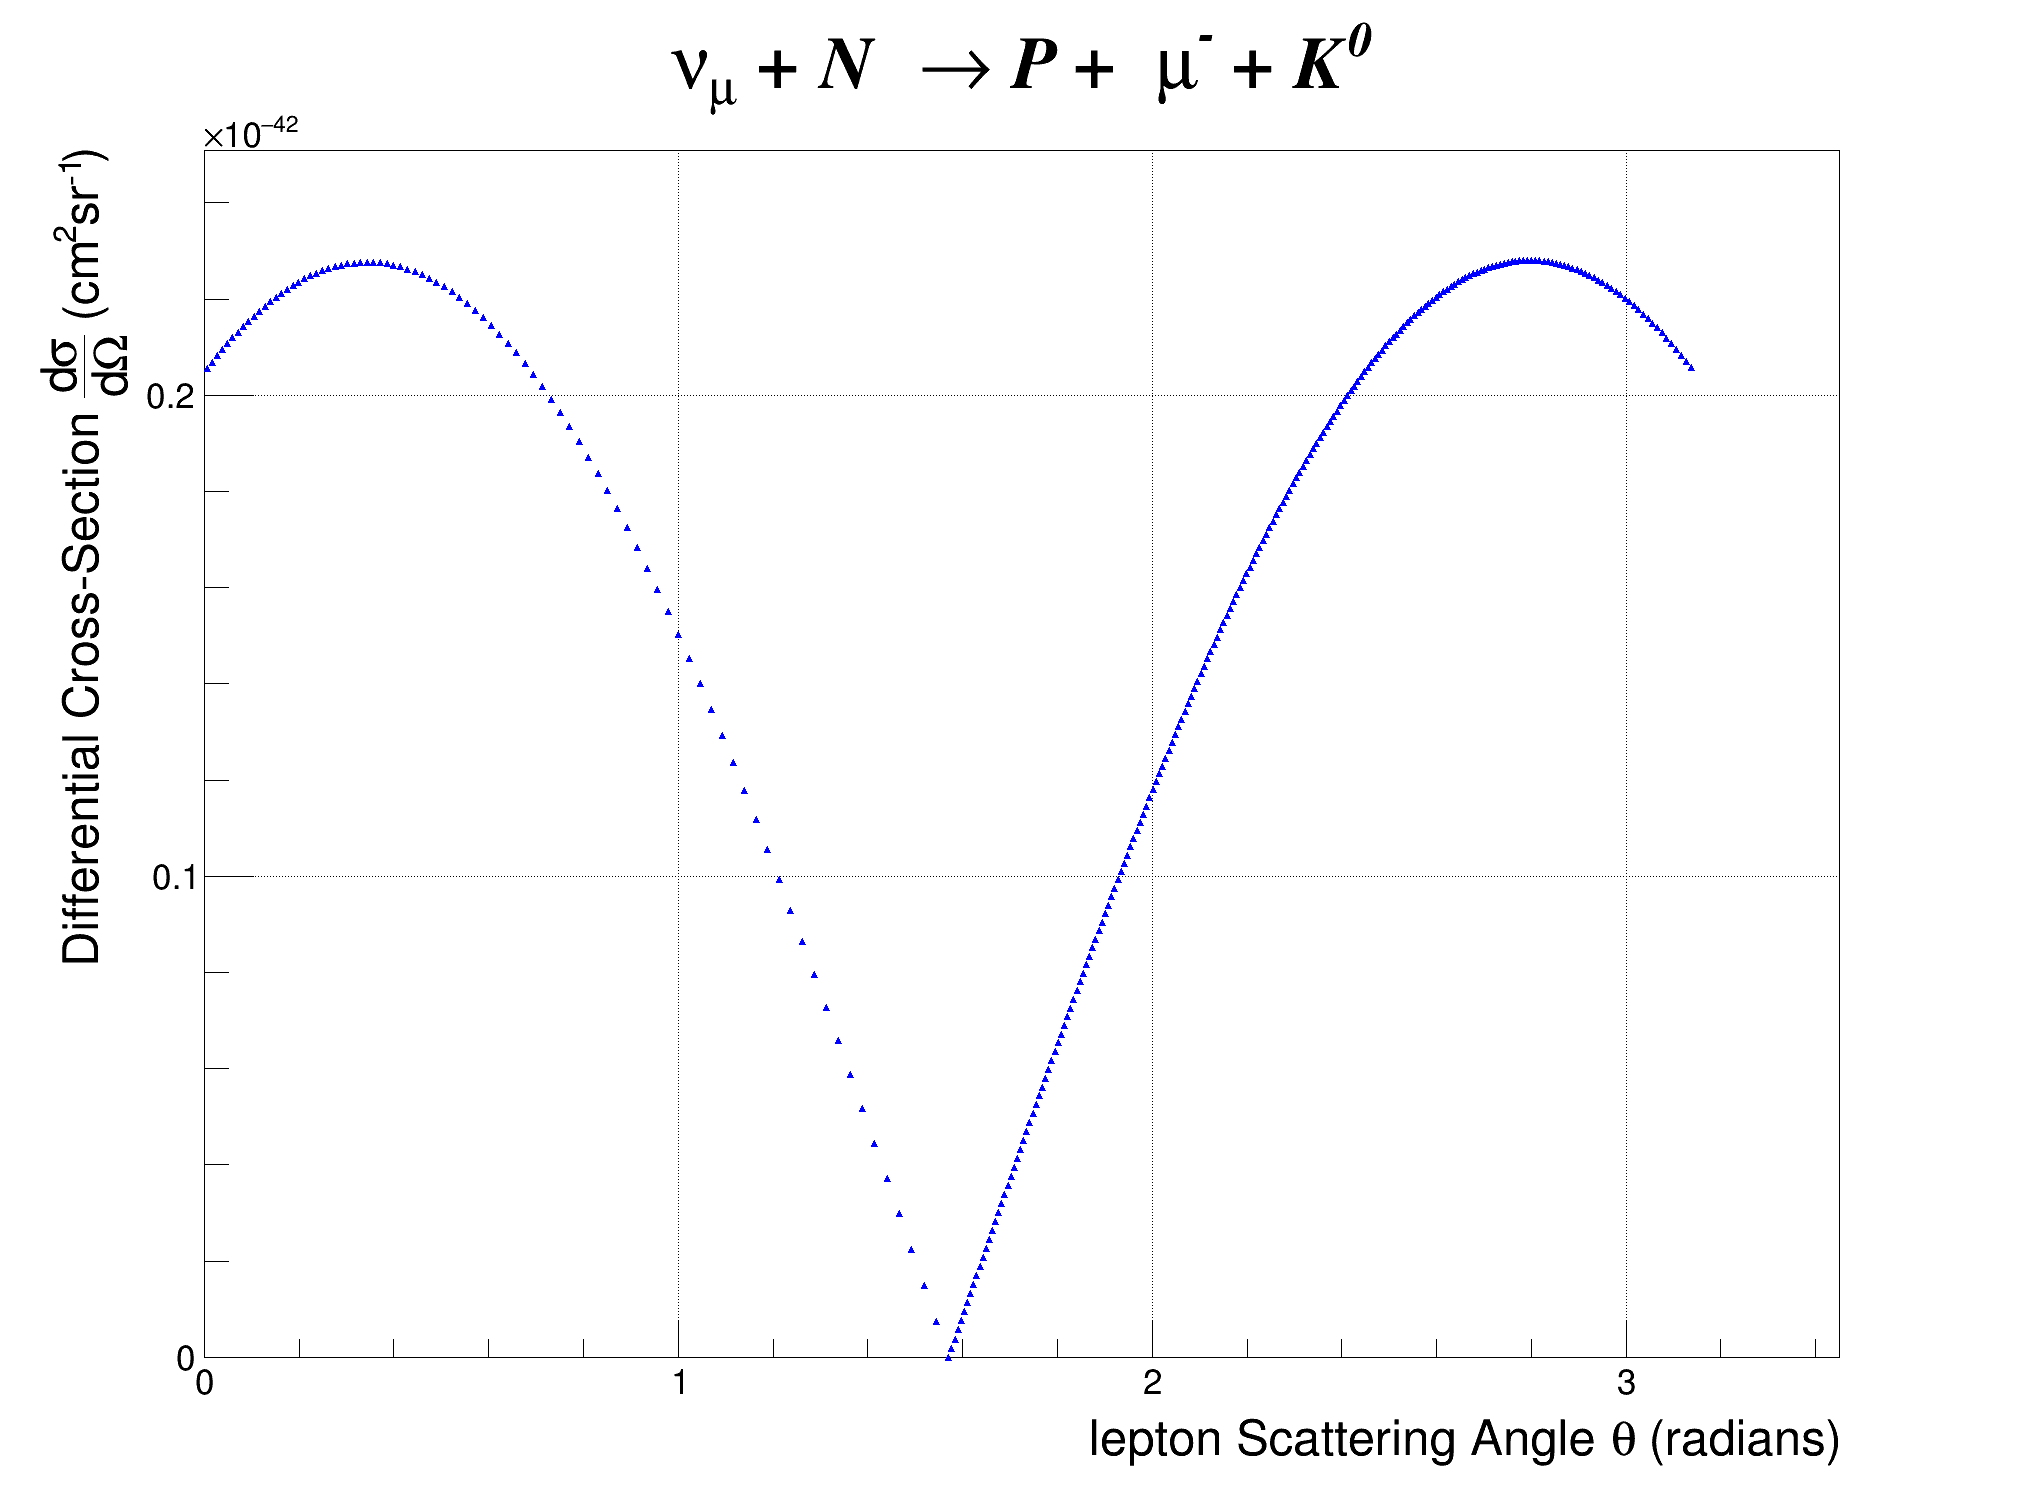 νμ + N → P + μ⁻ + K⁰
×10⁻⁴²
Differential Cross-Section dσ/dΩ (cm²sr⁻¹)
0.2
0.1
0
0 1 2 3
lepton Scattering Angle θ (radians)